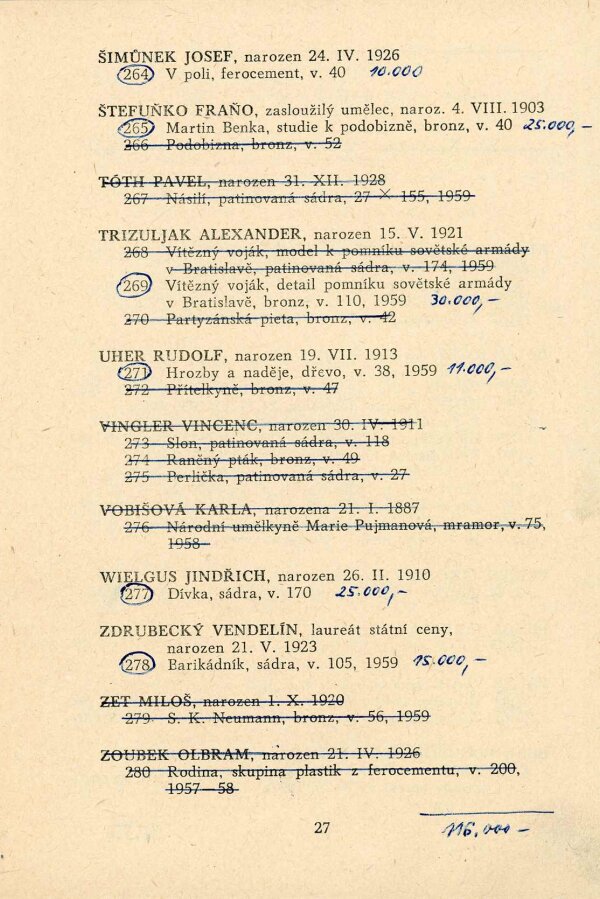 ŠIMŮNEK JOSEF, narozen 24. IV. 1926
264 V poli, ferocement, v. 40 10.000
ŠTEFUŇKO FRAŇO, zasloužilý umělec, naroz. 4. VIII. 1903
265 Martin Benka, studie k podobizně, bronz, v. 40 25.000,-
266 Podobizna, bronz, v. 52
TÓTH PAVEL, narozen 31. XII. 1928
267 Násilí, patinovaná sádra, 27 × 155, 1959
TRIZULJAK ALEXANDER, narozen 15. V. 1921
268 Vítězný voják, model k pomníku sovětské armády
v Bratislavě, patinovaná sádra, v. 174, 1959
269 Vítězný voják, detail pomníku sovětské armády
v Bratislavě, bronz, v. 110, 1959 30.000,-
270 Partyzánská pieta, bronz, v. 42
UHER RUDOLF, narozen 19. VII. 1913
271 Hrozby a naděje, dřevo, v. 38, 1959 11.000,-
272 Přítelkyně, bronz, v. 47
VINGLER VINCENC, narozen 30. IV. 1911
273 Slon, patinovaná sádra, v. 118
274 Raněný pták, bronz, v. 49
275 Perlička, patinovaná sádra, v. 27
VOBIŠOVÁ KARLA, narozena 21. I. 1887
276 Národní umělkyně Marie Pujmanová, mramor, v. 75,
1958
WIELGUS JINDŘICH, narozen 26. II. 1910
277 Dívka, sádra, v. 170 25.000,-
ZDRUBECKÝ VENDELÍN, laureát státní ceny,
narozen 21. V. 1923
278 Barikádník, sádra, v. 105, 1959 15.000,-
ZET MILOŠ, narozen 1. X. 1920
279 S. K. Neumann, bronz, v. 56, 1959
ZOUBEK OLBRAM, narozen 21. IV. 1926
280 Rodina, skupina plastik z ferocementu, v. 200,
1957—58
27 116.000-